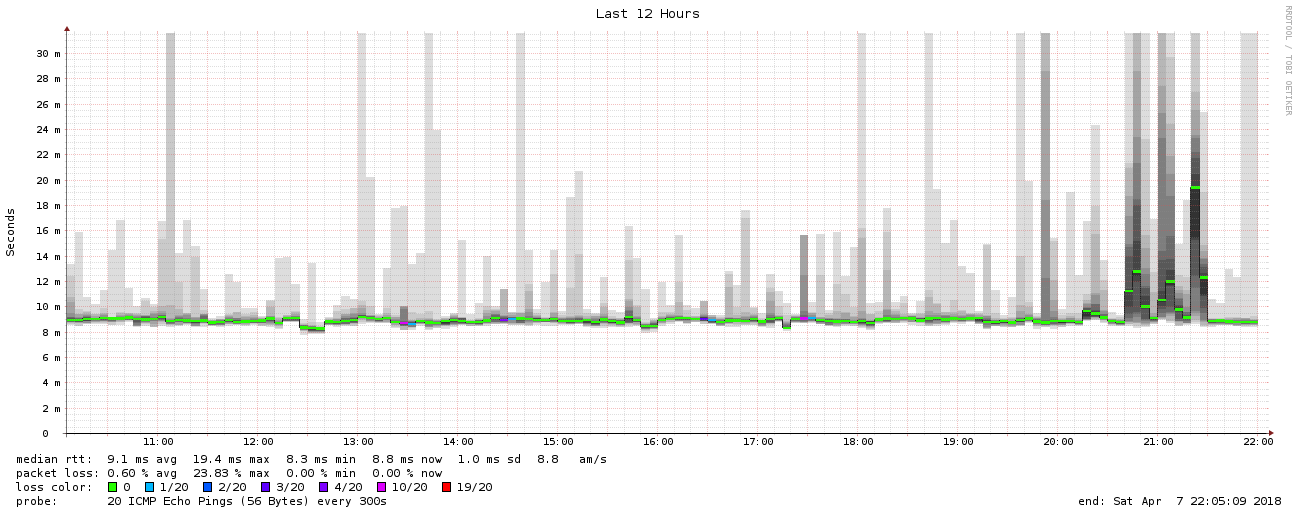 Last 12 Hours
RRDTOOL / TOBI OETIKER
Seconds
30 m
28 m
26 m
24 m
22 m
20 m
18 m
16 m
14 m
12 m
10 m
8 m
6 m
4 m
2 m
0
11:00 12:00 13:00 14:00 15:00 16:00 17:00 18:00 19:00 20:00 21:00 22:00
median rtt: 9.1 ms avg 19.4 ms max 8.3 ms min 8.8 ms now 1.0 ms sd 8.8 am/s
packet loss: 0.60 % avg 23.83 % max 0.00 % min 0.00 % now
loss color: 0 1/20 2/20 3/20 4/20 10/20 19/20
probe: 20 ICMP Echo Pings (56 Bytes) every 300s end: Sat Apr 7 22:05:09 2018